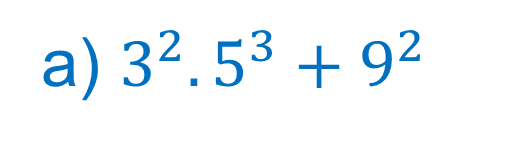 a) 3².5³ + 9²